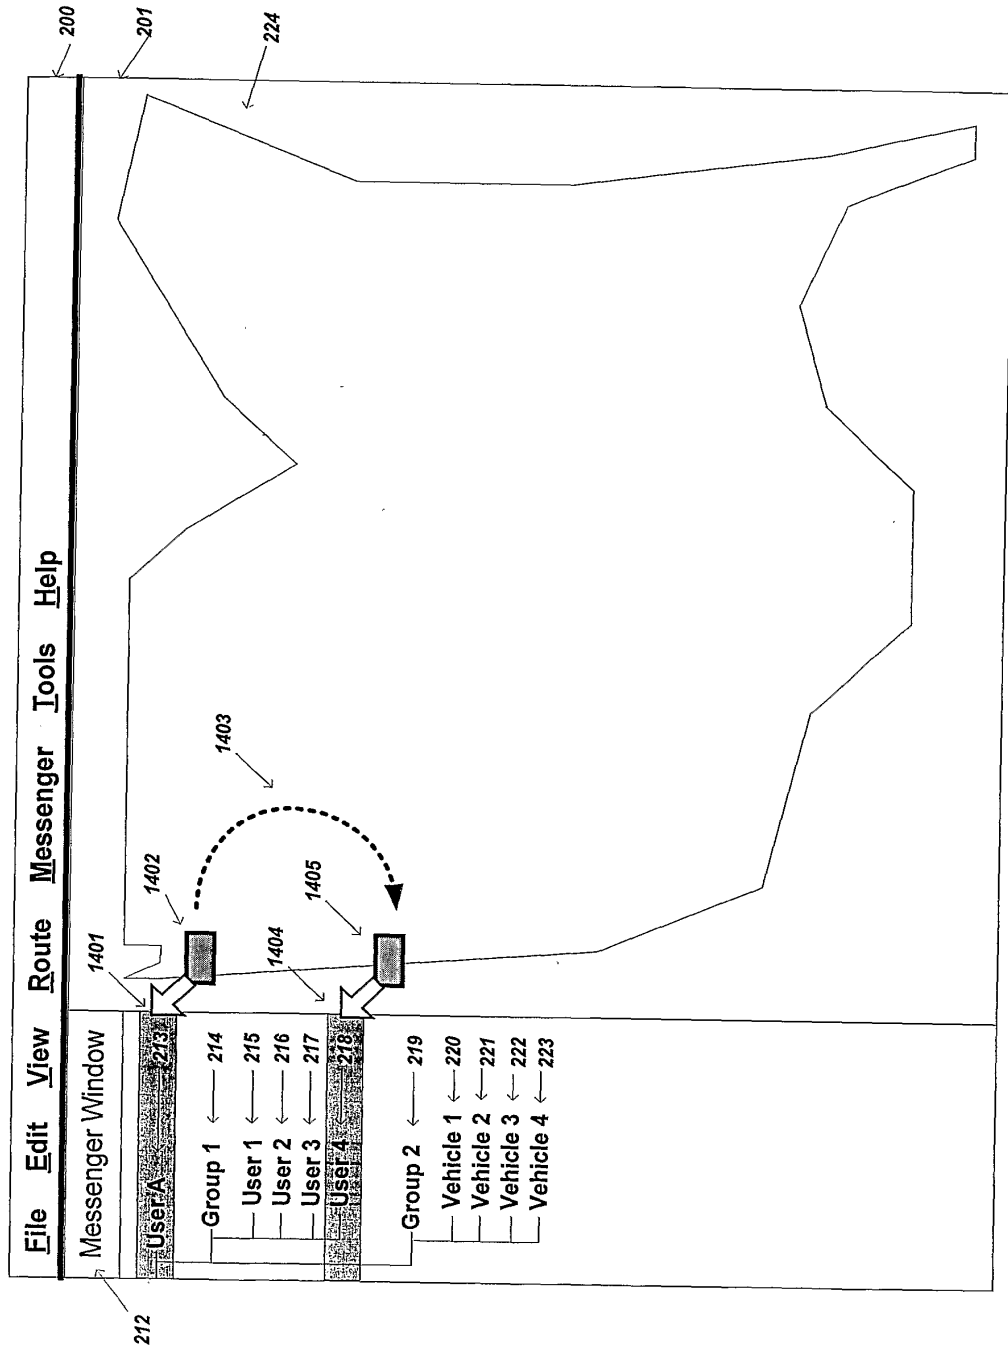 File Edit View Route Messenger Tools Help
200
201
224
212
Messenger Window
User A 213
Group 1 214
User 1 215
User 2 216
User 3 217
User 4 218
Group 2 219
Vehicle 1 220
Vehicle 2 221
Vehicle 3 222
Vehicle 4 223
1401
1402
1403
1404
1405